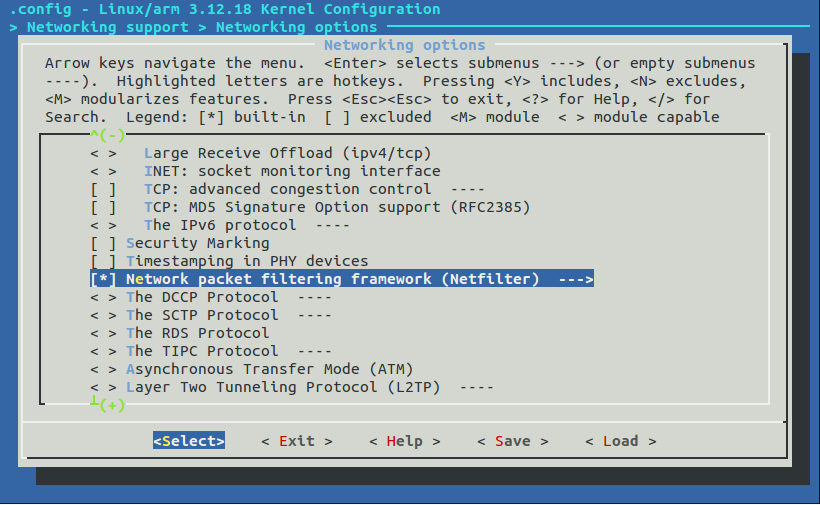 .config - Linux/arm 3.12.18 Kernel Configuration
> Networking support > Networking options
Networking options
Arrow keys navigate the menu.  <Enter> selects submenus ---> (or empty submenus
----).  Highlighted letters are hotkeys.  Pressing <Y> includes, <N> excludes,
<M> modularizes features.  Press <Esc><Esc> to exit, <?> for Help, </> for
Search.  Legend: [*] built-in  [ ] excluded  <M> module  < > module capable
^(-)
< >   Large Receive Offload (ipv4/tcp)
< >   INET: socket monitoring interface
[ ]   TCP: advanced congestion control  ----
[ ]   TCP: MD5 Signature Option support (RFC2385)
< >   The IPv6 protocol  ----
[ ] Security Marking
[ ] Timestamping in PHY devices
[*] Network packet filtering framework (Netfilter)  --->
< > The DCCP Protocol  ----
< > The SCTP Protocol  ----
< > The RDS Protocol
< > The TIPC Protocol  ----
< > Asynchronous Transfer Mode (ATM)
< > Layer Two Tunneling Protocol (L2TP)  ----
┴(+)
<Select>    < Exit >    < Help >    < Save >    < Load >